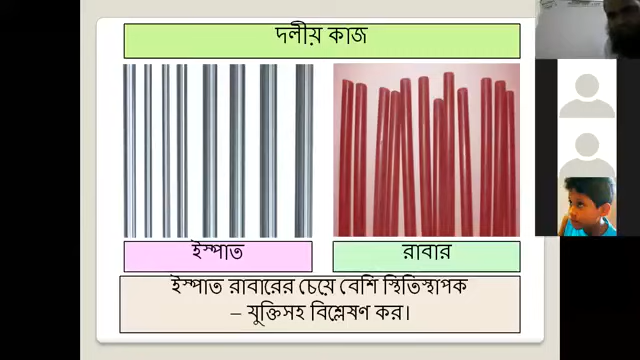 দলীয় কাজ
ইস্পাত
রাবার
ইস্পাত রাবারের চেয়ে বেশি স্থিতিস্থাপক
– যুক্তিসহ বিশ্লেষণ কর।